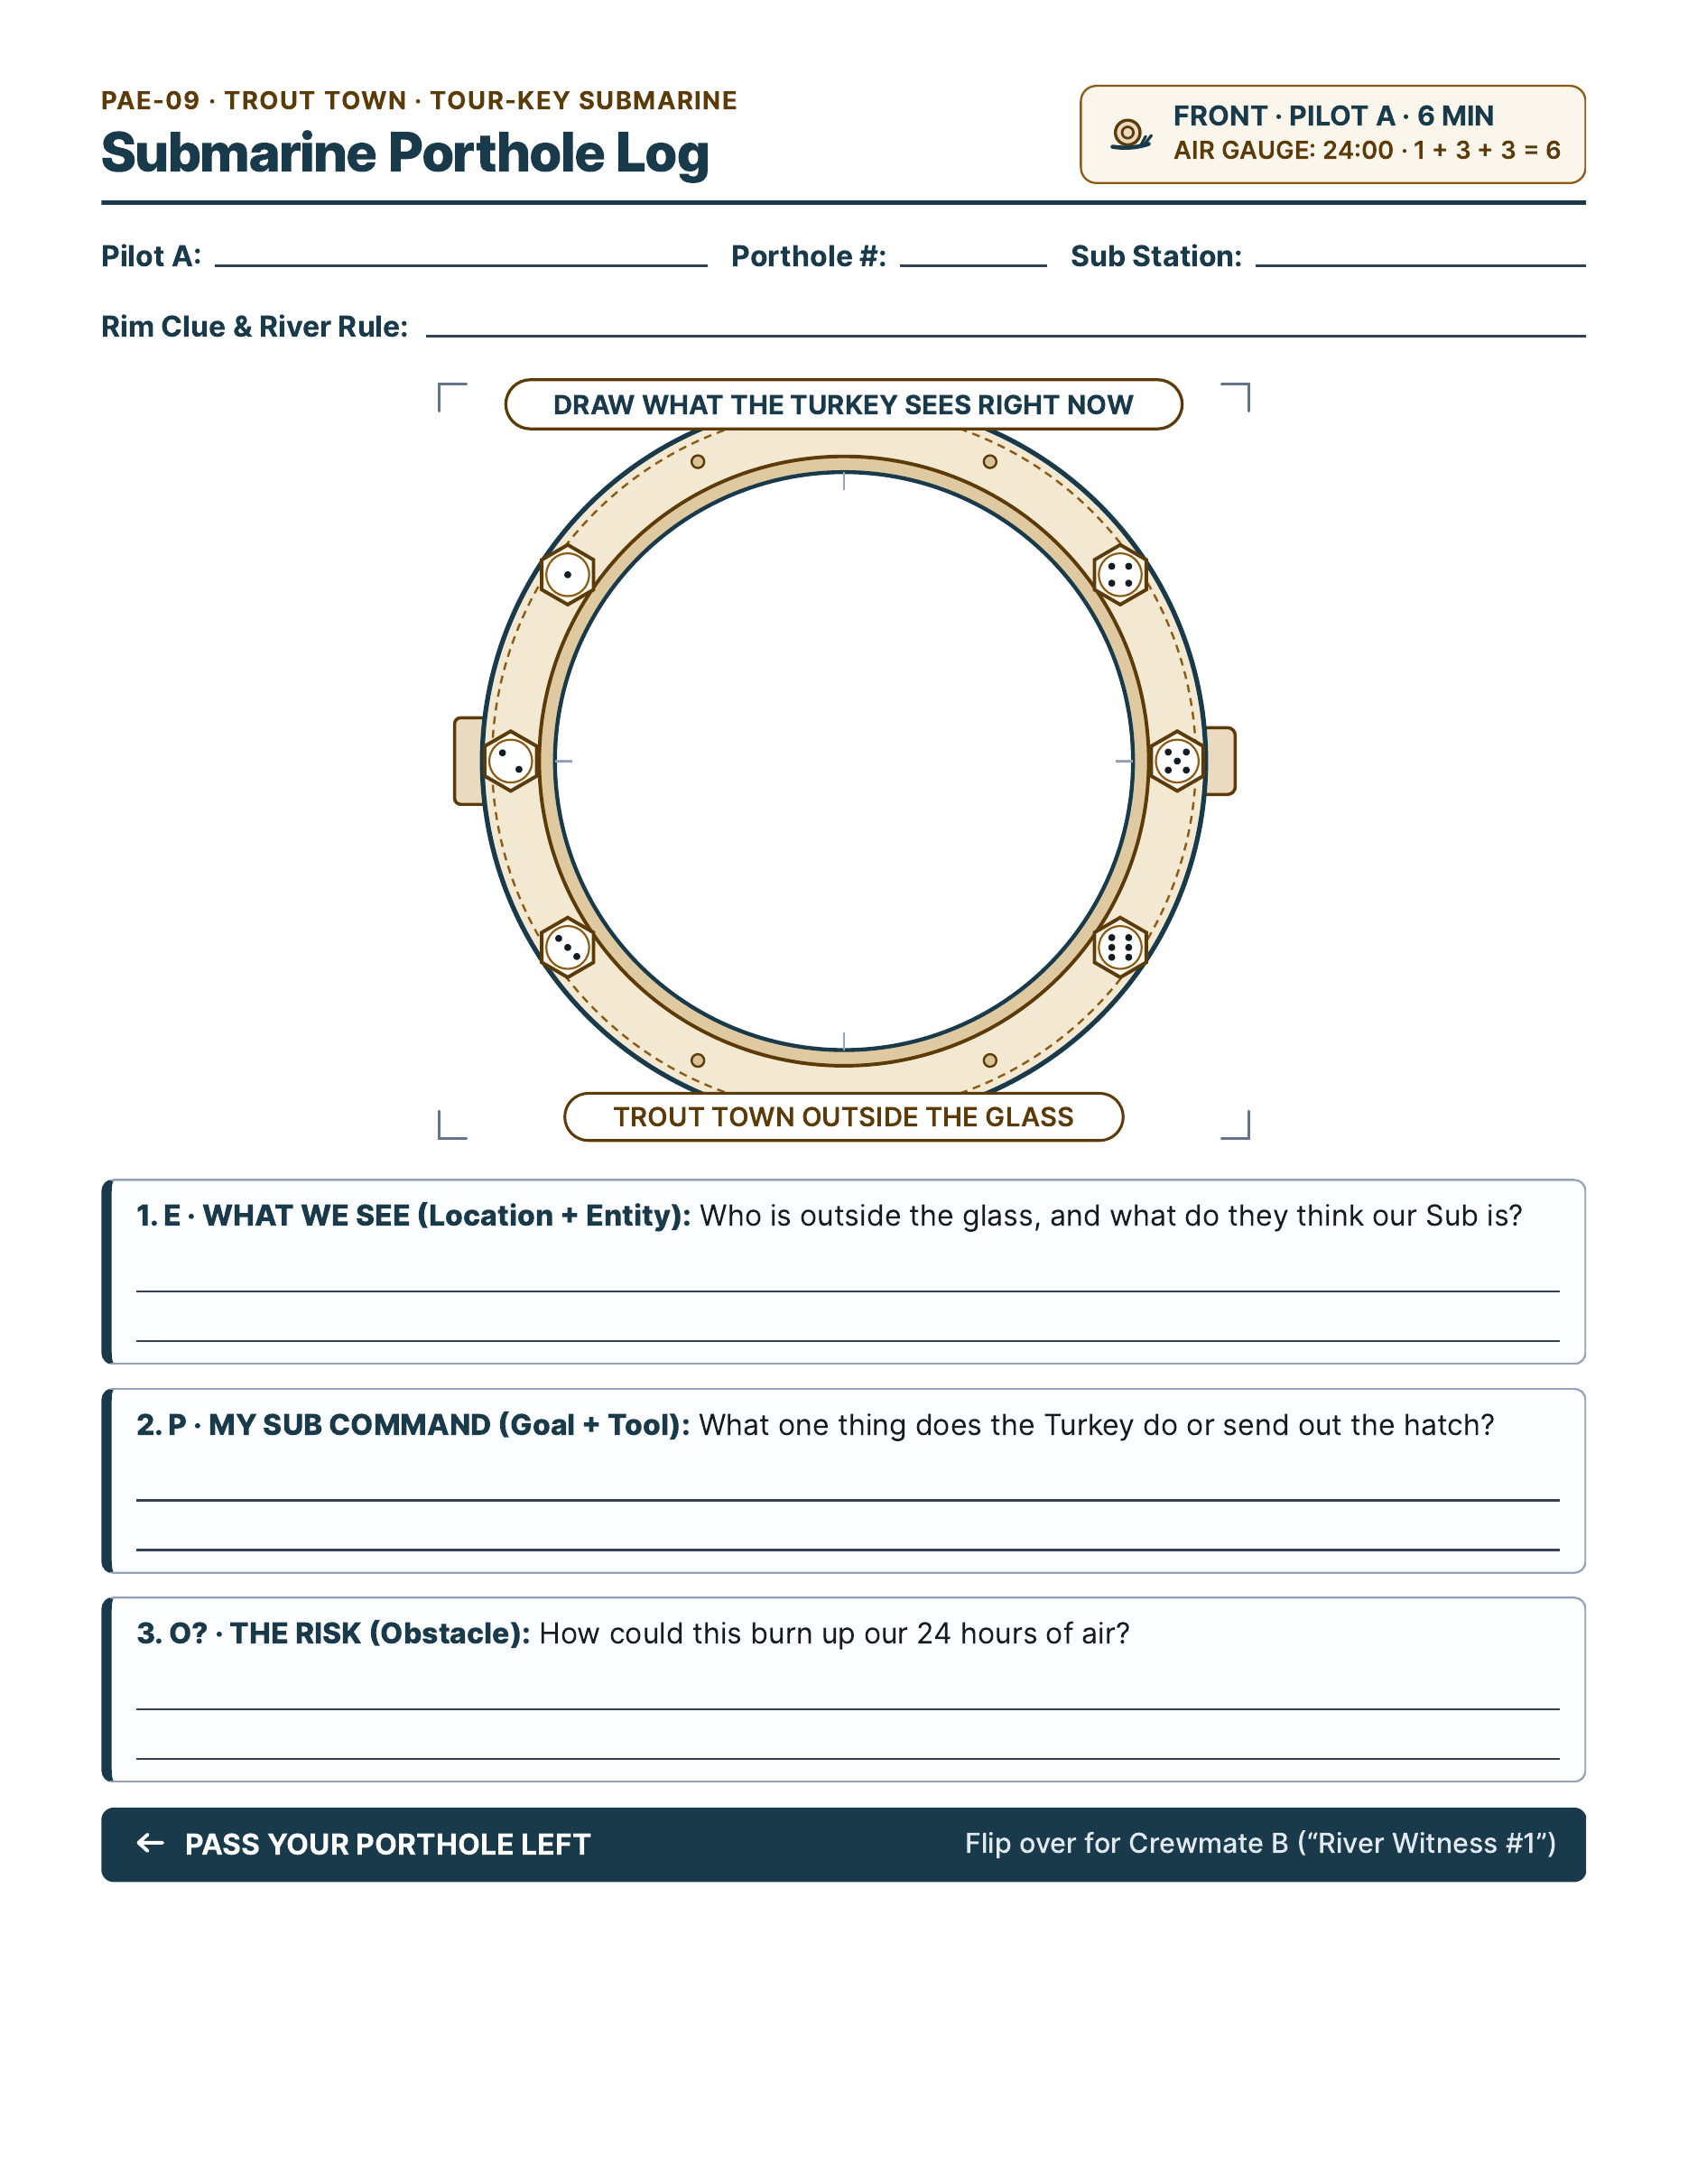 PAE-09 · TROUT TOWN · TOUR-KEY SUBMARINE
Submarine Porthole Log
FRONT · PILOT A · 6 MIN
AIR GAUGE: 24:00 · 1 + 3 + 3 = 6
Pilot A: Porthole #: Sub Station:
Rim Clue & River Rule:
DRAW WHAT THE TURKEY SEES RIGHT NOW
TROUT TOWN OUTSIDE THE GLASS
1. E · WHAT WE SEE (Location + Entity): Who is outside the glass, and what do they think our Sub is?
2. P · MY SUB COMMAND (Goal + Tool): What one thing does the Turkey do or send out the hatch?
3. O? · THE RISK (Obstacle): How could this burn up our 24 hours of air?
← PASS YOUR PORTHOLE LEFT
Flip over for Crewmate B (“River Witness #1”)